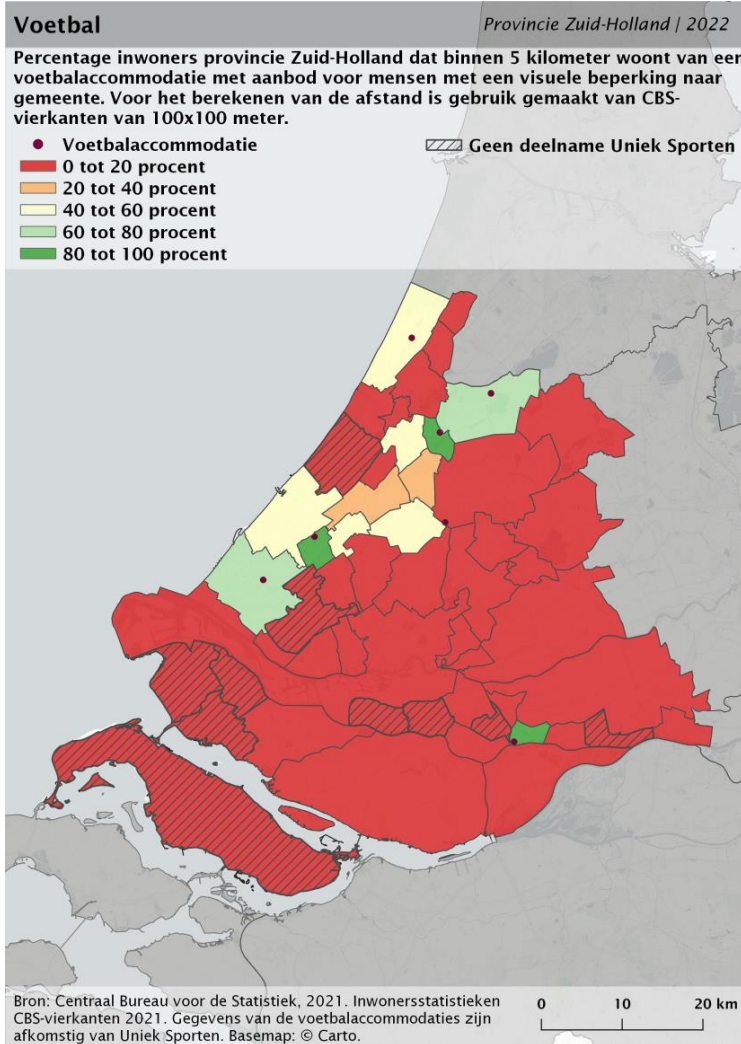 Voetbal
Provincie Zuid-Holland | 2022
Percentage inwoners provincie Zuid-Holland dat binnen 5 kilometer woont van een
voetbalaccommodatie met aanbod voor mensen met een visuele beperking naar
gemeente. Voor het berekenen van de afstand is gebruik gemaakt van CBS-
vierkanten van 100x100 meter.
Voetbalaccommodatie
Geen deelname Uniek Sporten
0 tot 20 procent
20 tot 40 procent
40 tot 60 procent
60 tot 80 procent
80 tot 100 procent
Bron: Centraal Bureau voor de Statistiek, 2021. Inwonersstatistieken
CBS-vierkanten 2021. Gegevens van de voetbalaccommodaties zijn
afkomstig van Uniek Sporten. Basemap: © Carto.
0 10 20 km